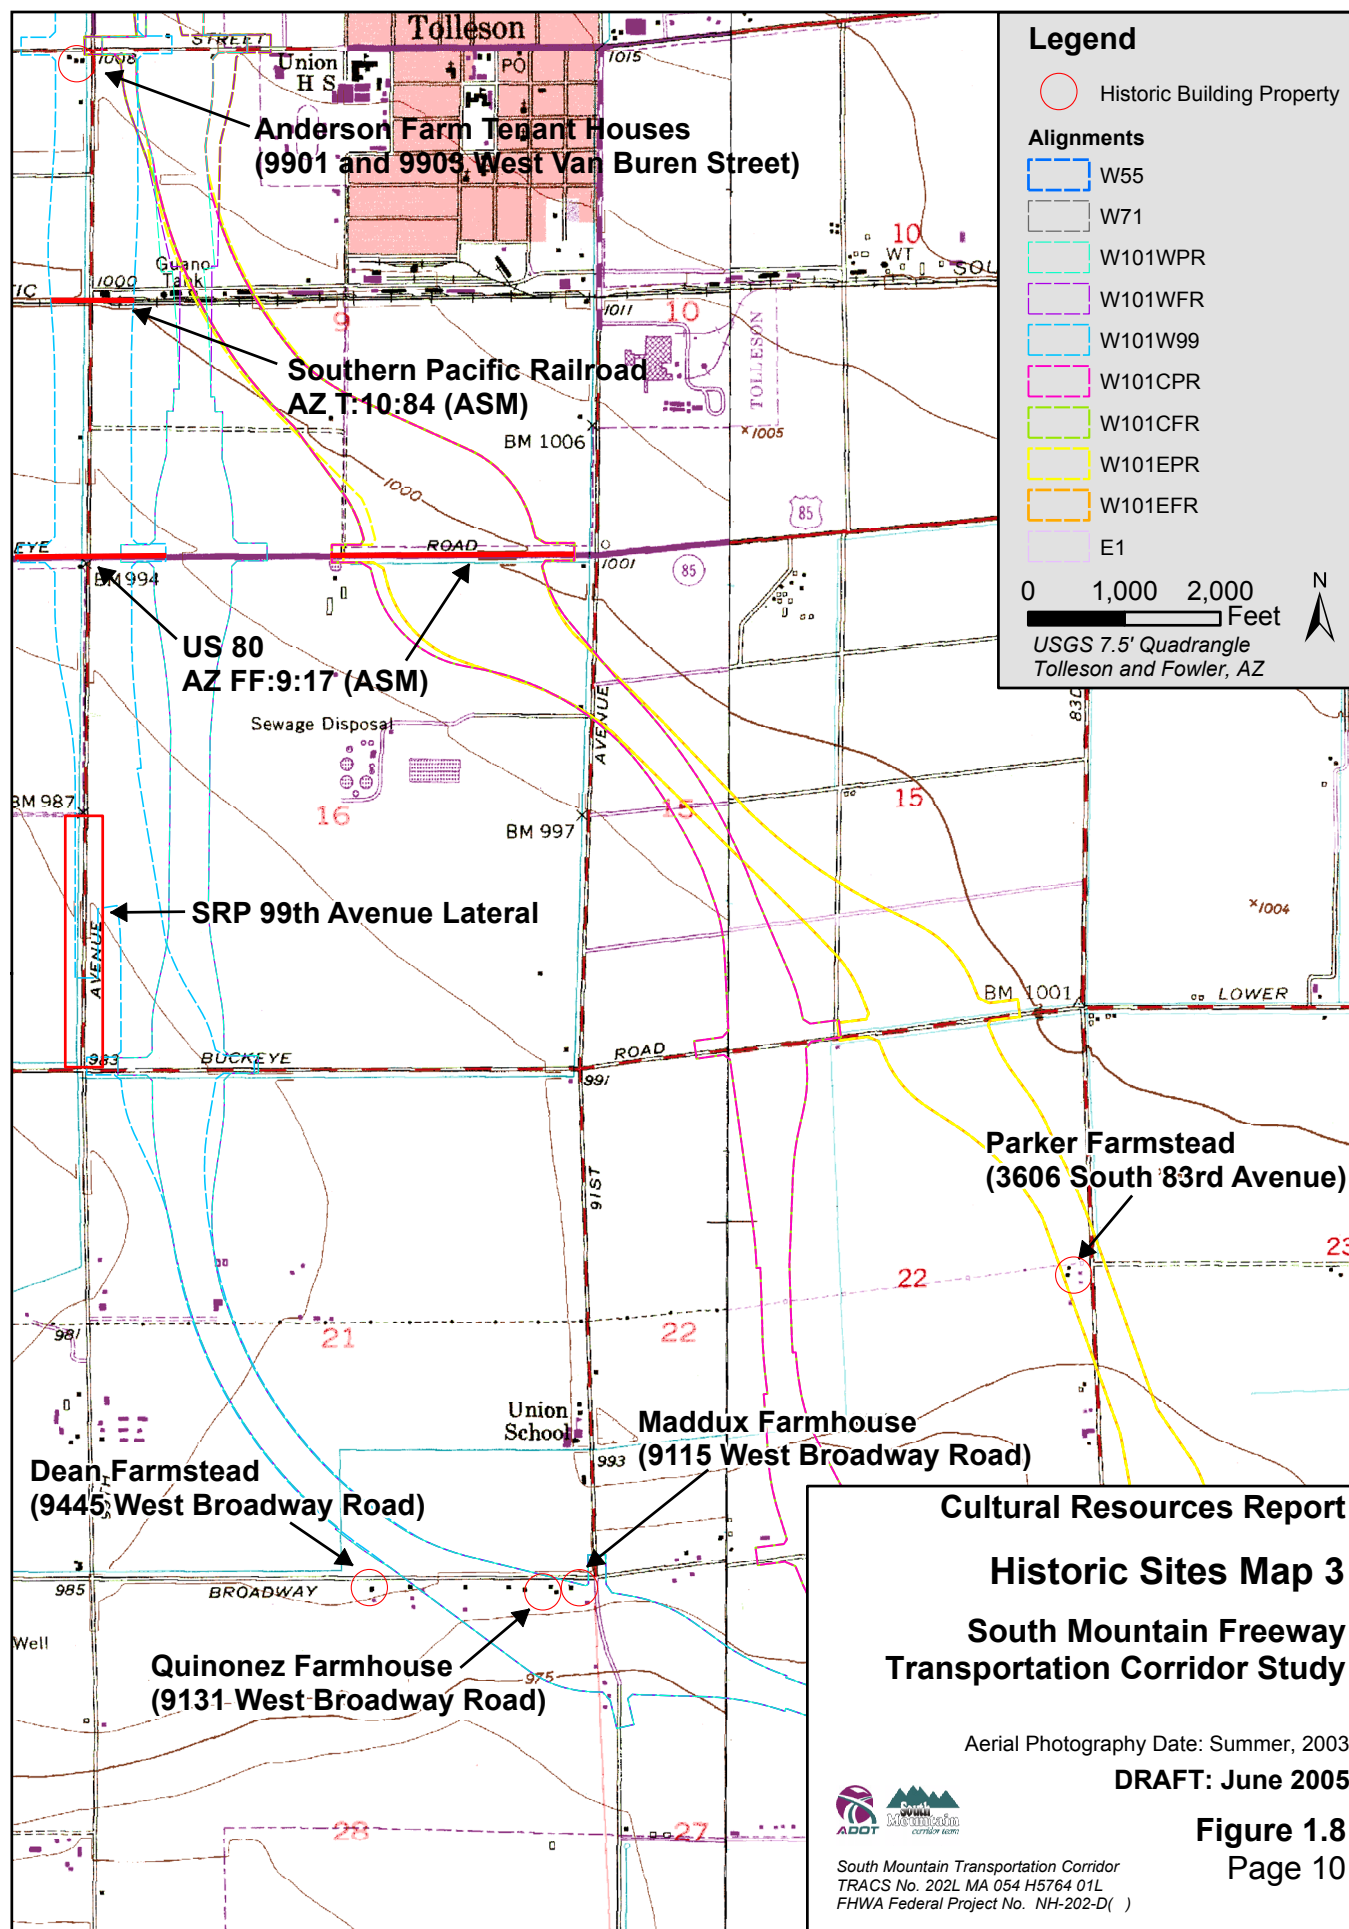 Tolleson
STREET
Union
H S
PO
1008
1015
Anderson Farm Tenant Houses
(9901 and 9903 West Van Buren Street)
10
WT
SOU
Guano
Tank
1000
TIC
9
10
1011
TOLLESON
Southern Pacific Railroad
AZ T:10:84 (ASM)
BM 1006
×1005
1000
85
EYE
ROAD
1001
85
BM 994
US 80
AZ FF:9:17 (ASM)
Sewage Disposal
AVENUE
83D
BM 987
16
BM 997
15
15
×1004
SRP 99th Avenue Lateral
AVENUE
BM 1001
LOWER
983
BUCKEYE
ROAD
991
Parker Farmstead
(3606 South 83rd Avenue)
91ST
22
23
981
21
22
Union
School
Maddux Farmhouse
(9115 West Broadway Road)
993
Dean Farmstead
(9445 West Broadway Road)
985
BROADWAY
Well
Quinonez Farmhouse
(9131 West Broadway Road)
975
28
27
Legend
Historic Building Property
Alignments
W55
W71
W101WPR
W101WFR
W101W99
W101CPR
W101CFR
W101EPR
W101EFR
E1
0 1,000 2,000
Feet
N
USGS 7.5' Quadrangle
Tolleson and Fowler, AZ
Cultural Resources Report
Historic Sites Map 3
South Mountain Freeway
Transportation Corridor Study
Aerial Photography Date: Summer, 2003
DRAFT: June 2005
ADOT
South
Mountain
corridor team
Figure 1.8
Page 10
South Mountain Transportation Corridor
TRACS No. 202L MA 054 H5764 01L
FHWA Federal Project No. NH-202-D( )